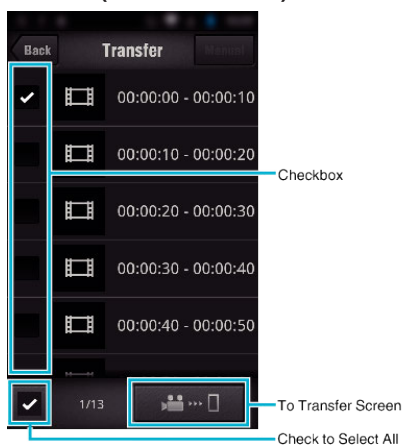 Back Transfer Manual
00:00:00 - 00:00:10
00:00:10 - 00:00:20
Checkbox
00:00:20 - 00:00:30
00:00:30 - 00:00:40
00:00:40 - 00:00:50
1/13
To Transfer Screen
Check to Select All